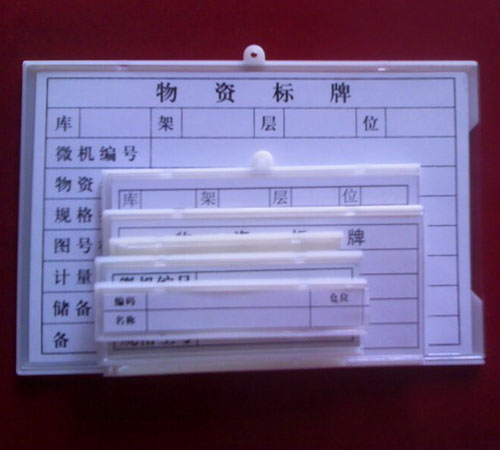 物资标牌
库 架 层 位
微机编号
物资
规格
图号
计量
储备
备
库 架 层 位
标牌
编码 仓位
名称